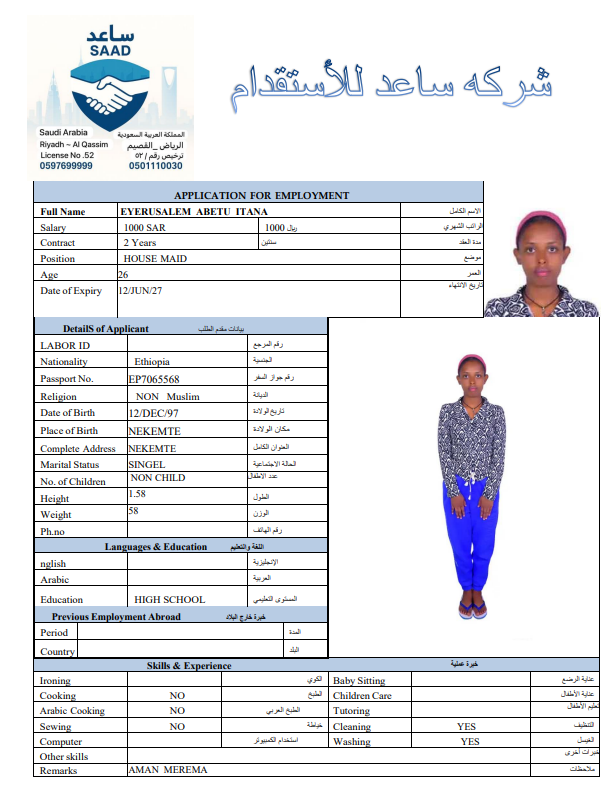 ساعد
SAAD
Saudi Arabia المملكة العربية السعودية
Riyadh ~ Al Qassim الرياض _القصيم
License No .52 ترخيص رقم / ٥٢
0597699999 0501110030
شركه ساعد للأستقدام
APPLICATION FOR EMPLOYMENT
Full Name EYERUSALEM ABETU ITANA الاسم الكامل
Salary 1000 SAR 1000 ريال الراتب الشهري
Contract 2 Years سنتين مدة العقد
Position HOUSE MAID موضع
Age 26 العمر
Date of Expiry 12/JUN/27 تاريخ الانتهاء
DetailS of Applicant بيانات مقدم الطلب
LABOR ID رقم المرجع
Nationality Ethiopia الجنسية
Passport No. EP7065568 رقم جواز السفر
Religion NON Muslim الديانة
Date of Birth 12/DEC/97 تاريخ الولادة
Place of Birth NEKEMTE مكان الولادة
Complete Address NEKEMTE العنوان الكامل
Marital Status SINGEL الحالة الاجتماعية
No. of Children NON CHILD عدد الاطفال
Height 1.58 الطول
Weight 58 الوزن
Ph.no رقم الهاتف
Languages & Education اللغة والتعليم
nglish الإنجليزية
Arabic العربية
Education HIGH SCHOOL المستوى التعليمي
Previous Employment Abroad خبرة خارج البلاد
Period المدة
Country البلد
Skills & Experience خبرة عملية
Ironing الكوي Baby Sitting عناية الرضع
Cooking NO الطبخ Children Care عناية الأطفال
Arabic Cooking NO الطبخ العربي Tutoring تعليم الأطفال
Sewing NO خياطة Cleaning YES التنظيف
Computer استخدام الكمبيوتر Washing YES الغيسل
Other skills خبرات أخرى
Remarks AMAN MEREMA ملاحظات